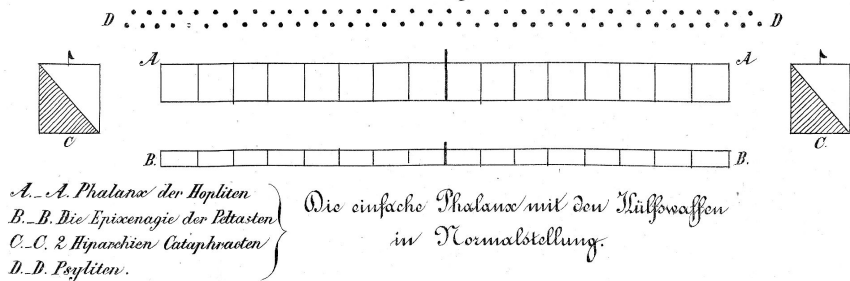 D D
A A
C C.
B. B.
A._A. Phalanx der Hopliten
B._B. Die Epixenagie der Peltasten
C._C. 2 Hiparchien Cataphracten
D._D. Psyliten.
Die einfache Phalanx mit den Hülfswaffen
in Normalstellung.